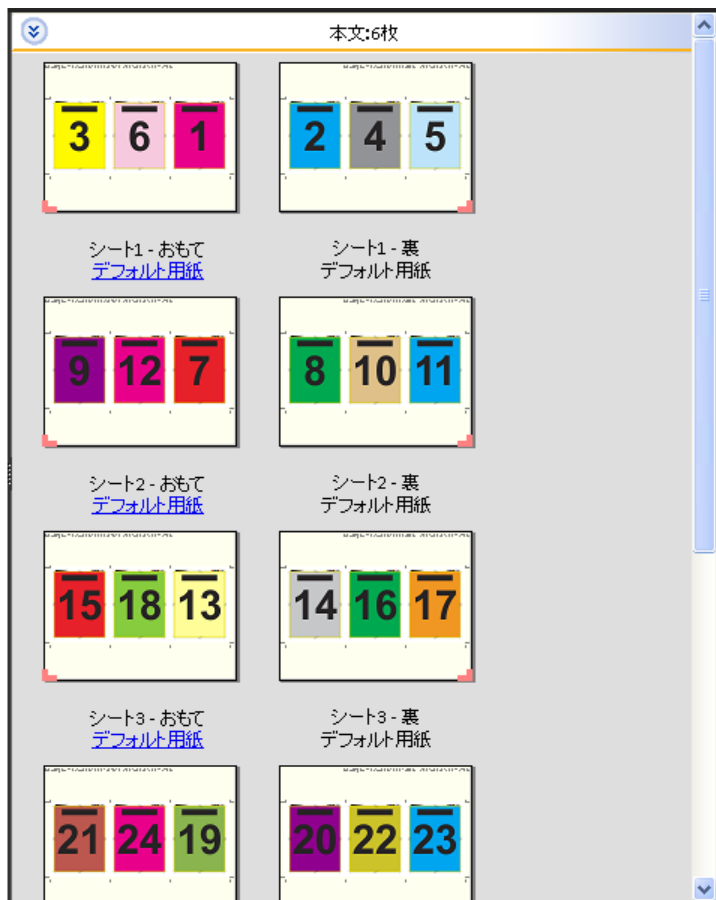 本文:6枚
3 6 1
2 4 5
シート1 - おもて
デフォルト用紙
シート1 - 裏
デフォルト用紙
9 12 7
8 10 11
シート2 - おもて
デフォルト用紙
シート2 - 裏
デフォルト用紙
15 18 13
14 16 17
シート3 - おもて
デフォルト用紙
シート3 - 裏
デフォルト用紙
21 24 19
20 22 23